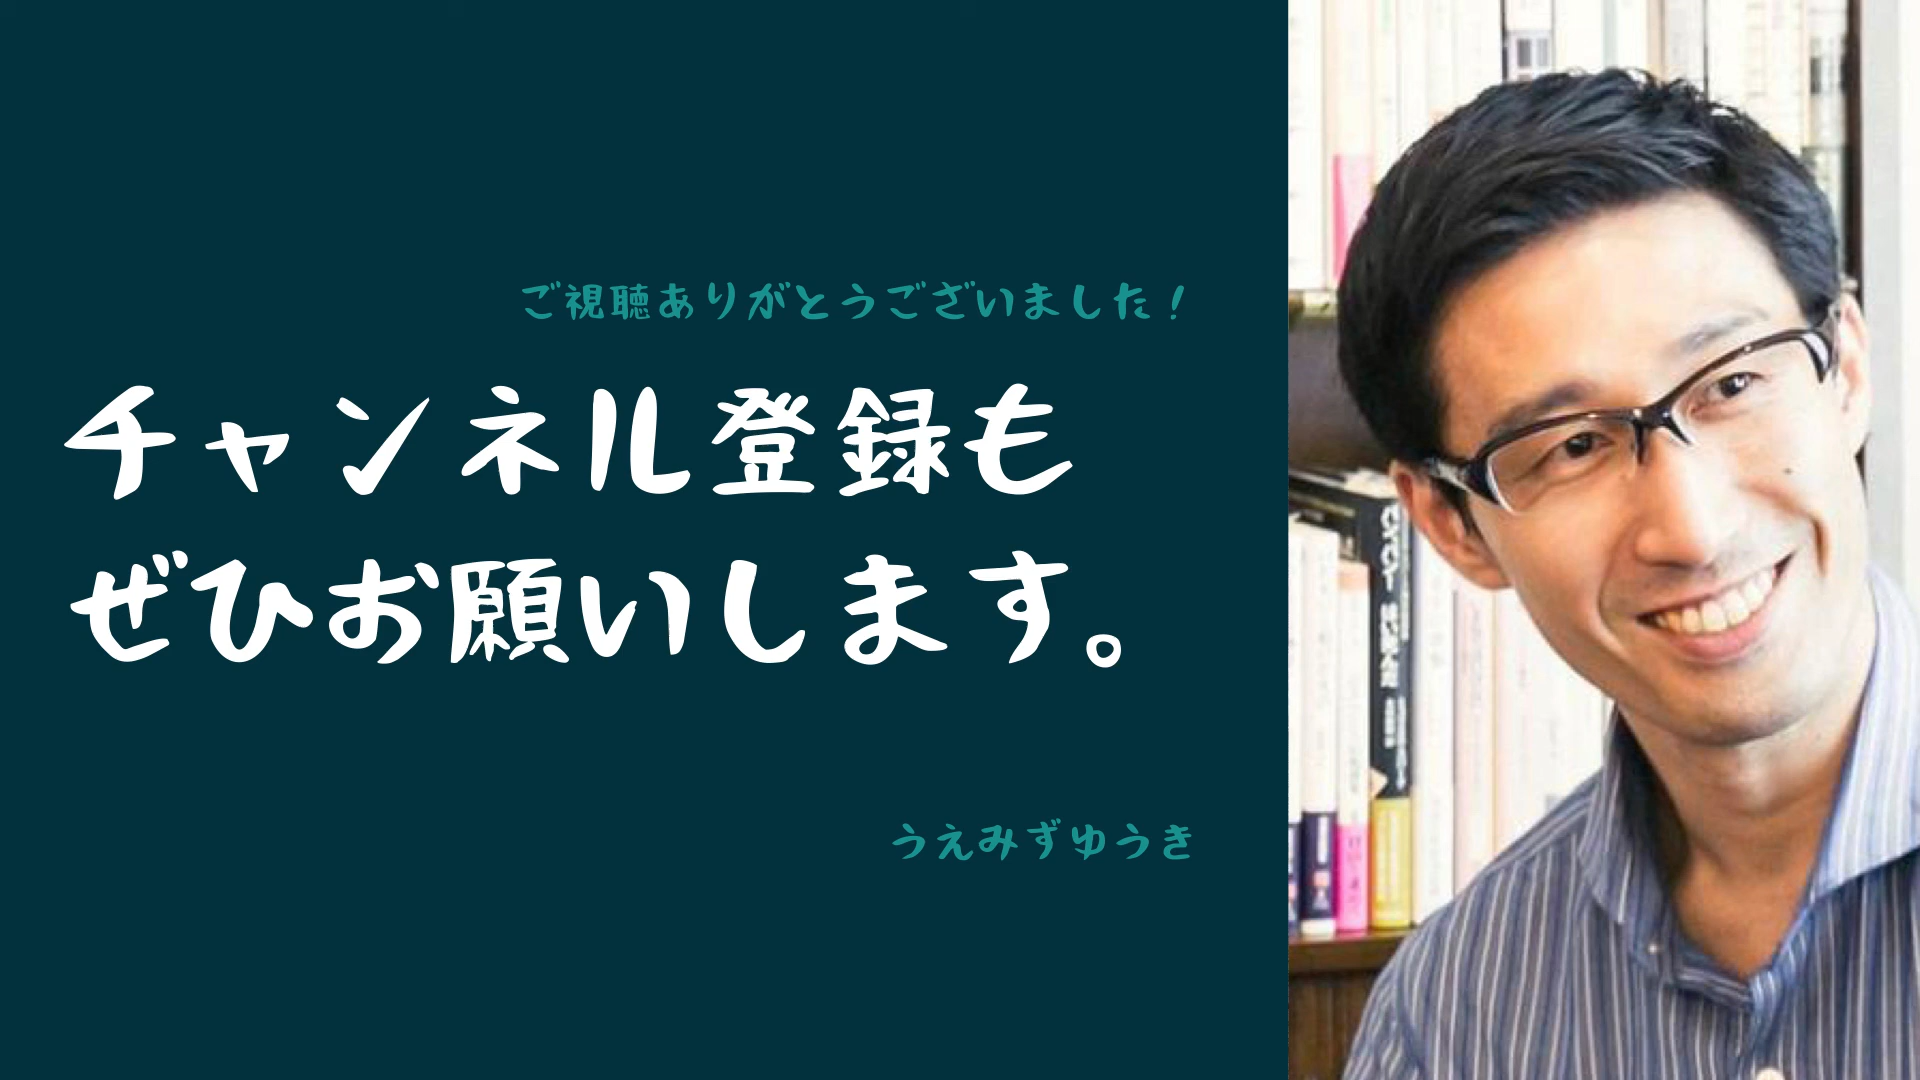 ご視聴ありがとうございました！
チャンネル登録も
ぜひお願いします。
うえみずゆうき